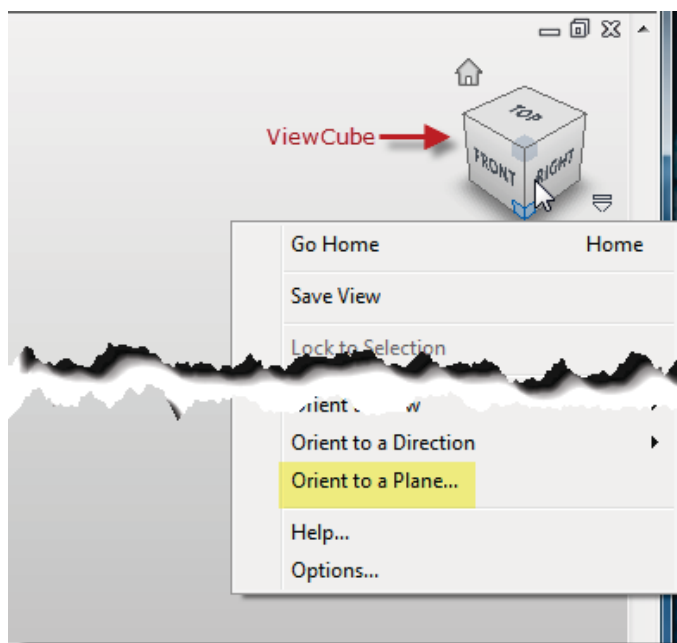 TOP
ViewCube
FRONT RIGHT
Go Home Home
Save View
Lock to Selection
Orient to a Direction
Orient to a Plane...
Help...
Options...